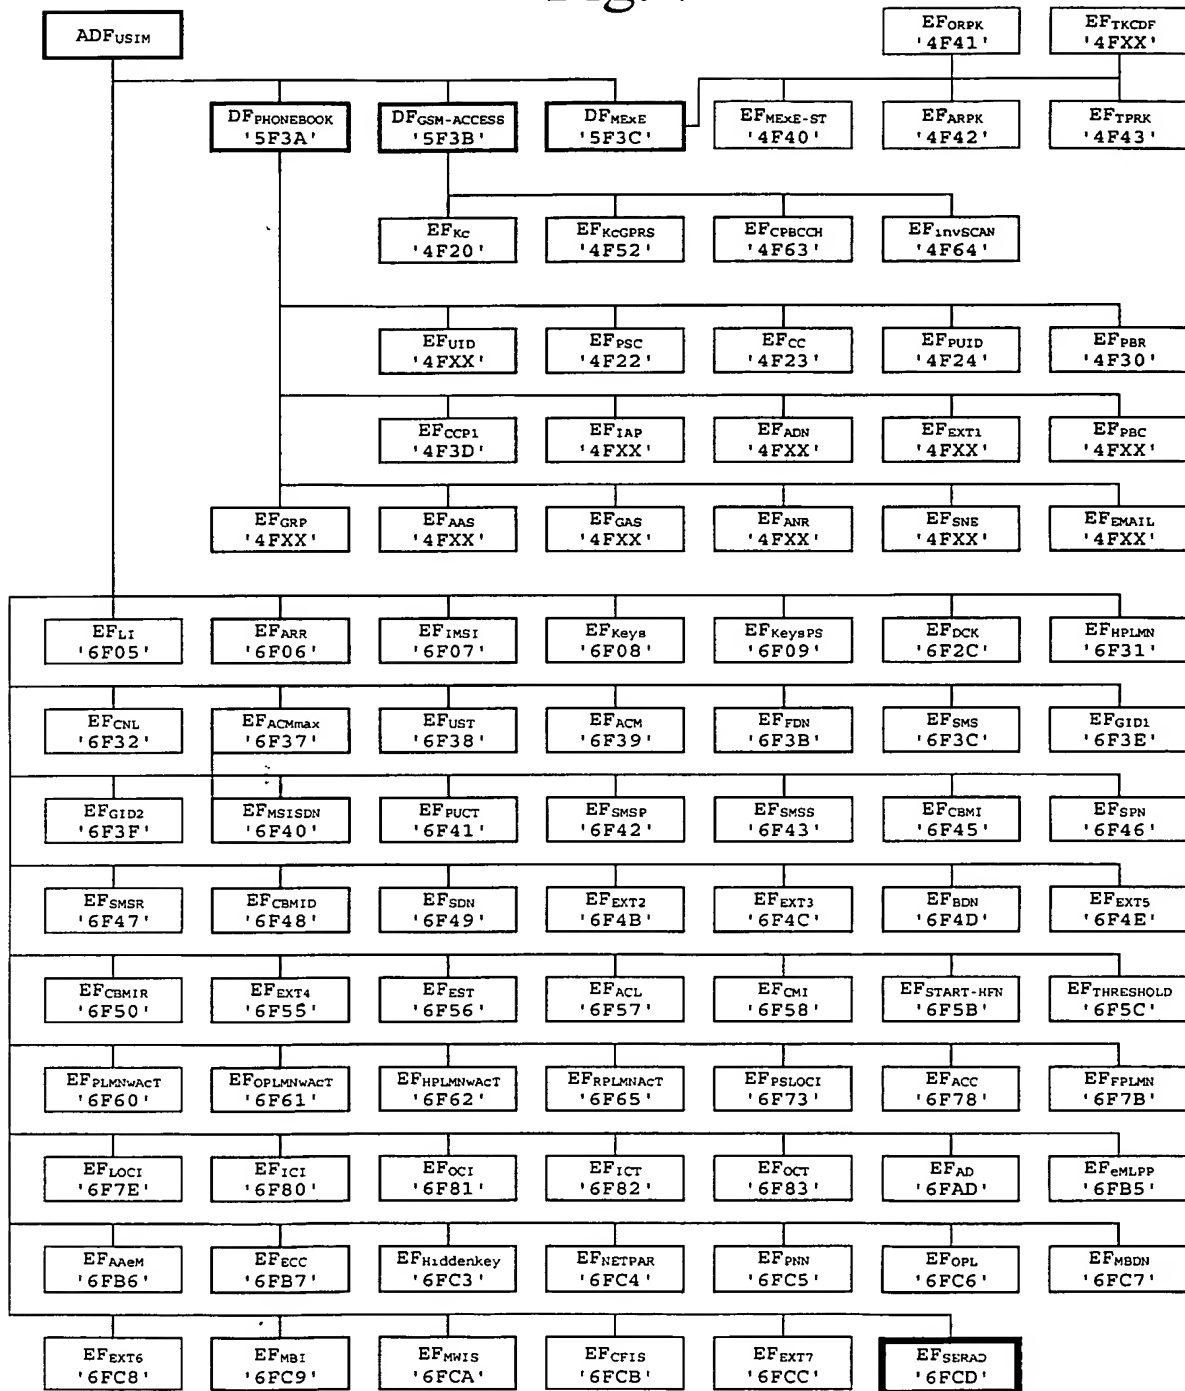 ADFUSIM
EFORPK
'4F41'
EFTKCDF
'4FXX'
DFPHONEBOOK
'5F3A'
DFGSM-ACCESS
'5F3B'
DFMExE
'5F3C'
EFMExE-ST
'4F40'
EFARPK
'4F42'
EFTPRK
'4F43'
EFKc
'4F20'
EFKcGPRS
'4F52'
EFCPBCCH
'4F63'
EFinvSCAN
'4F64'
EFUID
'4FXX'
EFPSC
'4F22'
EFCC
'4F23'
EFPUID
'4F24'
EFPBR
'4F30'
EFCCP1
'4F3D'
EFIAP
'4FXX'
EFADN
'4FXX'
EFEXT1
'4FXX'
EFPBC
'4FXX'
EFGRP
'4FXX'
EFAAS
'4FXX'
EFGAS
'4FXX'
EFANR
'4FXX'
EFSNE
'4FXX'
EFEMAIL
'4FXX'
EFLI
'6F05'
EFARR
'6F06'
EFIMSI
'6F07'
EFKeys
'6F08'
EFKeysPS
'6F09'
EFDCK
'6F2C'
EFHPLMN
'6F31'
EFCNL
'6F32'
EFACMmax
'6F37'
EFUST
'6F38'
EFACM
'6F39'
EFFDN
'6F3B'
EFSMS
'6F3C'
EFGID1
'6F3E'
EFGID2
'6F3F'
EFMSISDN
'6F40'
EFPUCT
'6F41'
EFSMSP
'6F42'
EFSMSS
'6F43'
EFCBMI
'6F45'
EFSPN
'6F46'
EFSMSR
'6F47'
EFCBMID
'6F48'
EFSDN
'6F49'
EFEXT2
'6F4B'
EFEXT3
'6F4C'
EFBDN
'6F4D'
EFEXT5
'6F4E'
EFCBMIR
'6F50'
EFEXT4
'6F55'
EFEST
'6F56'
EFACL
'6F57'
EFCMI
'6F58'
EFSTART-HFN
'6F5B'
EFTHRESHOLD
'6F5C'
EFPLMNwAcT
'6F60'
EFOPLMNwAcT
'6F61'
EFHPLMNwAcT
'6F62'
EFRPLMNAcT
'6F65'
EFPSLOCI
'6F73'
EFACC
'6F78'
EFFPLMN
'6F7B'
EFLOCI
'6F7E'
EFICI
'6F80'
EFOCI
'6F81'
EFICT
'6F82'
EFOCT
'6F83'
EFAD
'6FAD'
EFeMLPP
'6FB5'
EFAAeM
'6FB6'
EFECC
'6FB7'
EFHiddenkey
'6FC3'
EFNETPAR
'6FC4'
EFPNN
'6FC5'
EFOPL
'6FC6'
EFMBDN
'6FC7'
EFEXT6
'6FC8'
EFMBI
'6FC9'
EFMWIS
'6FCA'
EFCFIS
'6FCB'
EFEXT7
'6FCC'
EFSERAD
'6FCD'